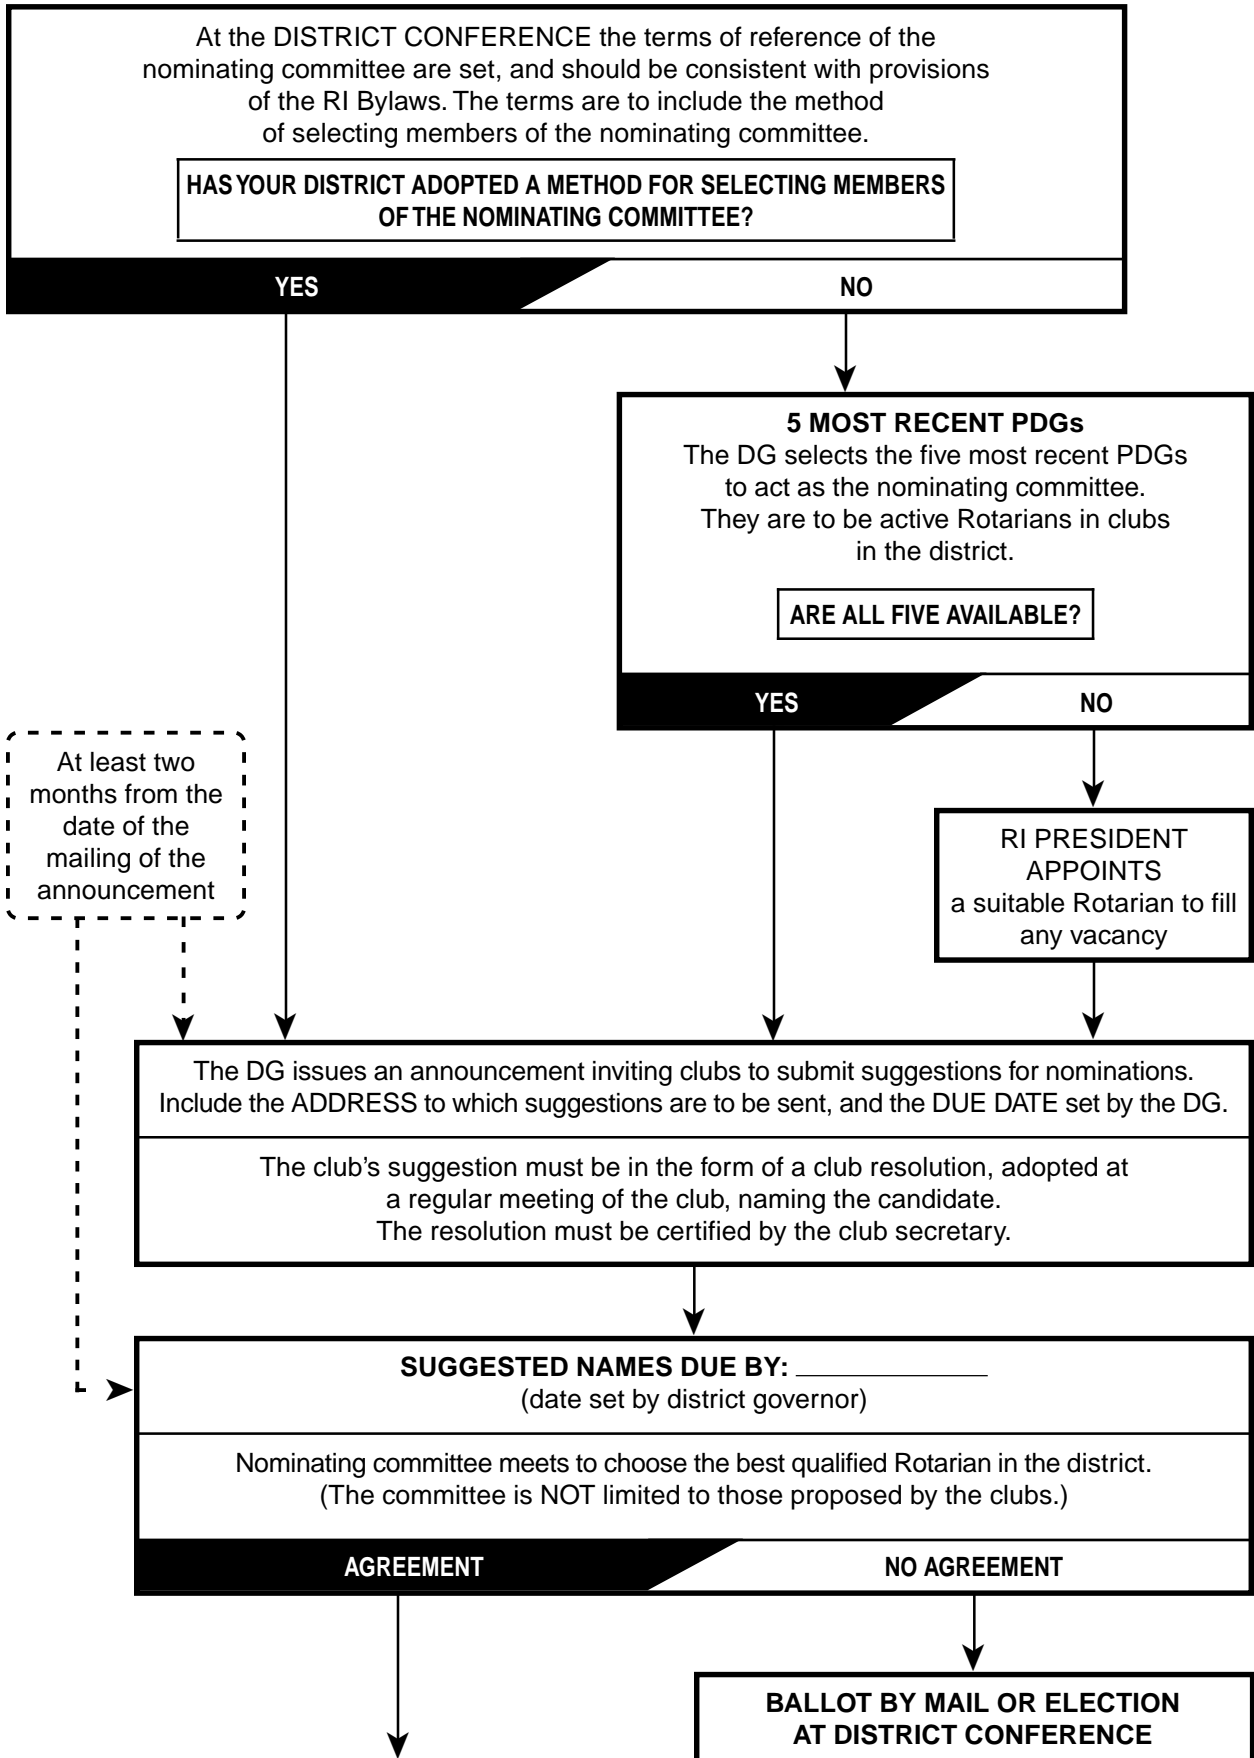 At the DISTRICT CONFERENCE the terms of reference of the
nominating committee are set, and should be consistent with provisions
of the RI Bylaws. The terms are to include the method
of selecting members of the nominating committee.
HAS YOUR DISTRICT ADOPTED A METHOD FOR SELECTING MEMBERS
OF THE NOMINATING COMMITTEE?
YES
NO
5 MOST RECENT PDGs
The DG selects the five most recent PDGs
to act as the nominating committee.
They are to be active Rotarians in clubs
in the district.
ARE ALL FIVE AVAILABLE?
YES
NO
At least two
months from the
date of the
mailing of the
announcement
RI PRESIDENT
APPOINTS
a suitable Rotarian to fill
any vacancy
The DG issues an announcement inviting clubs to submit suggestions for nominations.
Include the ADDRESS to which suggestions are to be sent, and the DUE DATE set by the DG.
The club's suggestion must be in the form of a club resolution, adopted at
a regular meeting of the club, naming the candidate.
The resolution must be certified by the club secretary.
SUGGESTED NAMES DUE BY: ____________
(date set by district governor)
Nominating committee meets to choose the best qualified Rotarian in the district.
(The committee is NOT limited to those proposed by the clubs.)
AGREEMENT
NO AGREEMENT
BALLOT BY MAIL OR ELECTION
AT DISTRICT CONFERENCE